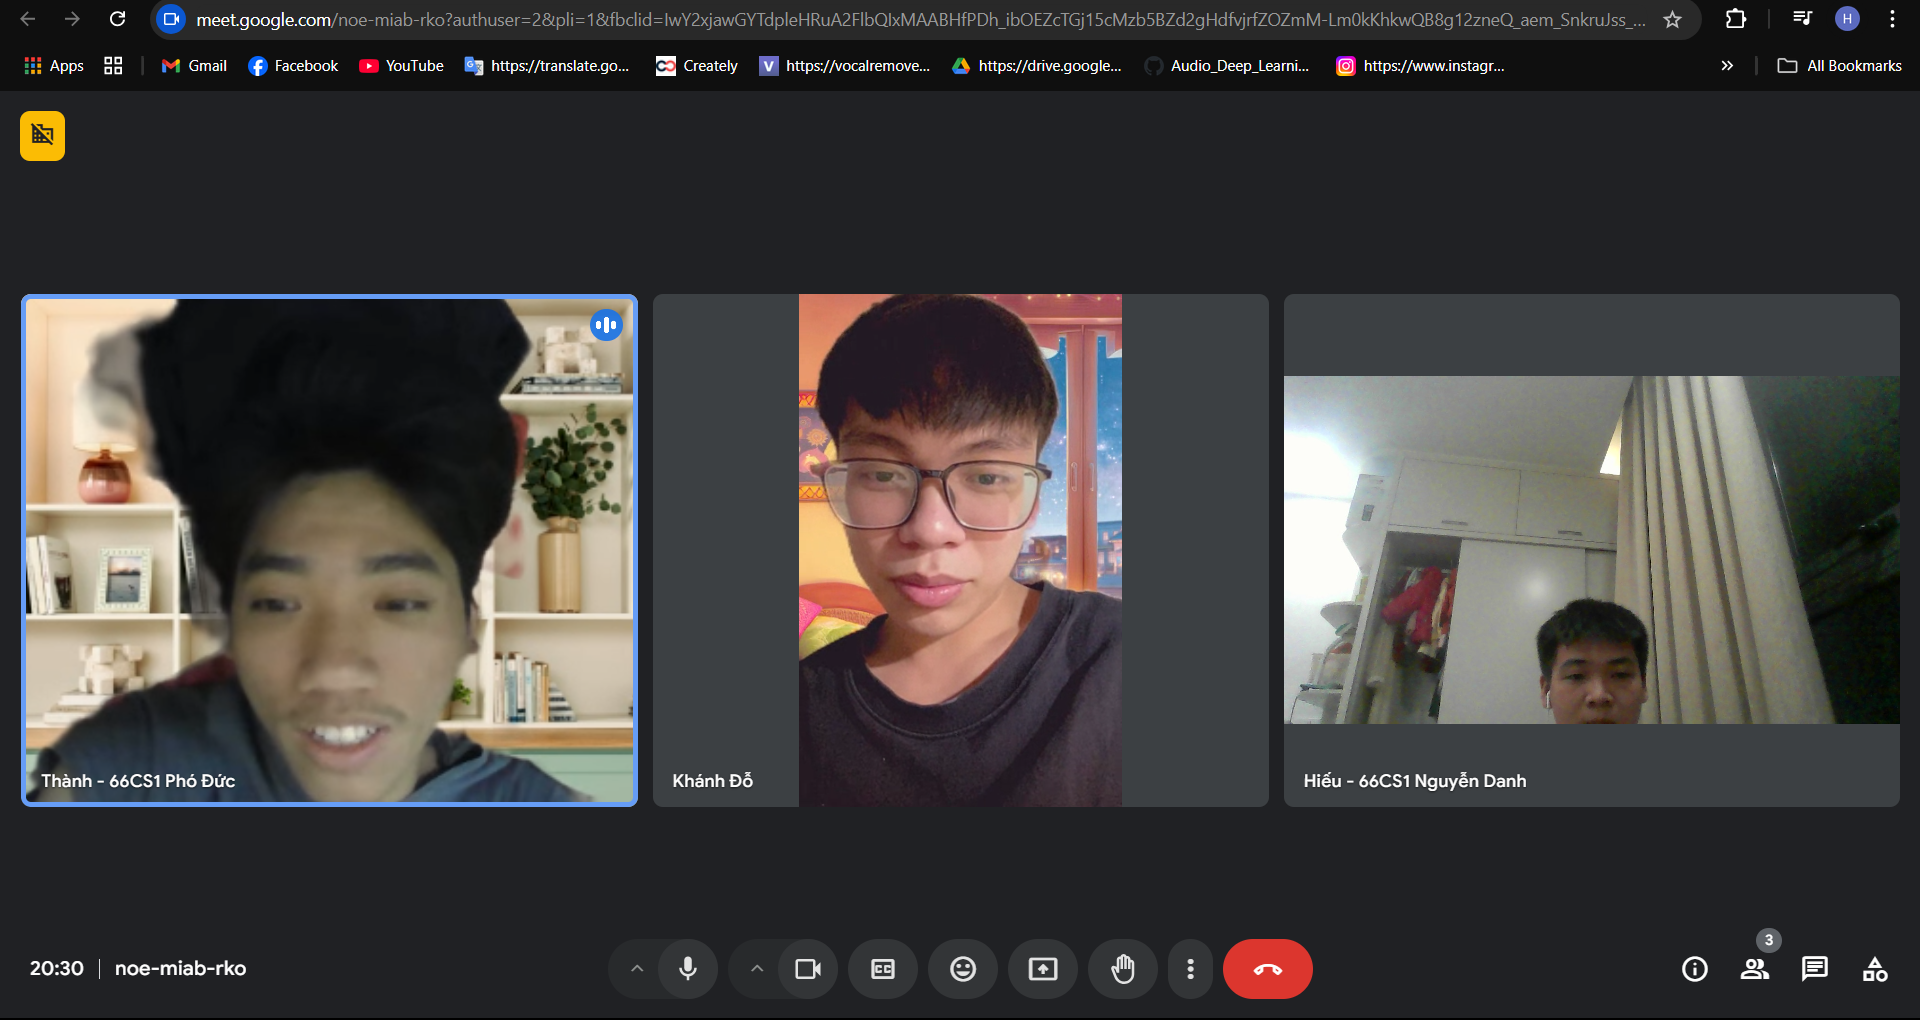 meet.google.com/noe-miab-rko?authuser=2&pli=1&fbclid=IwY2xjawGYTdpleHRuA2FlbQIxMAABHfPDh_ibOEZcTGj15cMzb5BZd2gHdfvjrfZOZmM-Lm0kKhkwQB8g12zneQ_aem_SnkruJss_...
H
Apps
Gmail
Facebook
YouTube
https://translate.go...
Creately
V
https://vocalremove...
https://drive.google...
Audio_Deep_Learni...
https://www.instagr...
All Bookmarks
Thành - 66CS1 Phó Đức
Khánh Đỗ
Hiếu - 66CS1 Nguyễn Danh
20:30
noe-miab-rko
CC
3